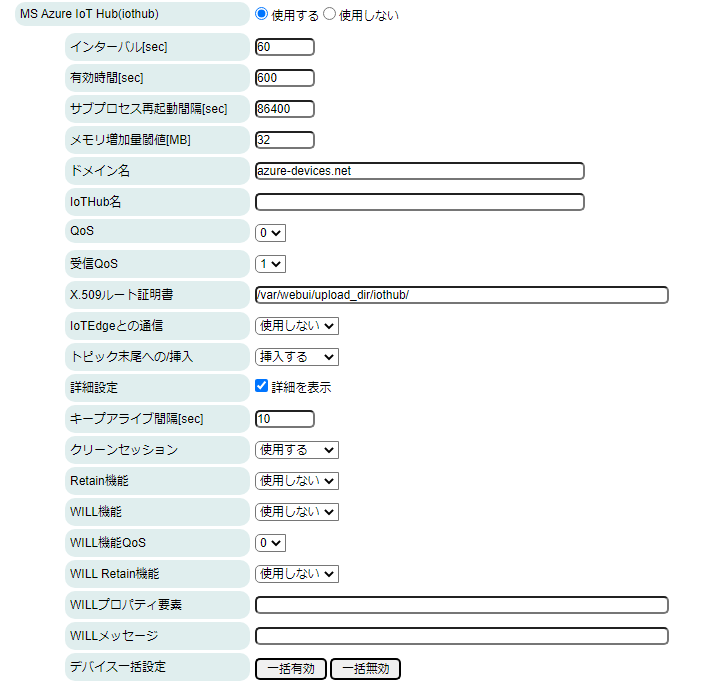 MS Azure IoT Hub(iothub) 使用する 使用しない
インターバル[sec] 60
有効時間[sec] 600
サブプロセス再起動間隔[sec] 86400
メモリ増加量閾値[MB] 32
ドメイン名 azure-devices.net
IoTHub名
QoS 0
受信QoS 1
X.509ルート証明書 /var/webui/upload_dir/iothub/
IoTEdgeとの通信 使用しない
トピック末尾への/挿入 挿入する
詳細設定 詳細を表示
キープアライブ間隔[sec] 10
クリーンセッション 使用する
Retain機能 使用しない
WILL機能 使用しない
WILL機能QoS 0
WILL Retain機能 使用しない
WILLプロパティ要素
WILLメッセージ
デバイス一括設定 一括有効 一括無効